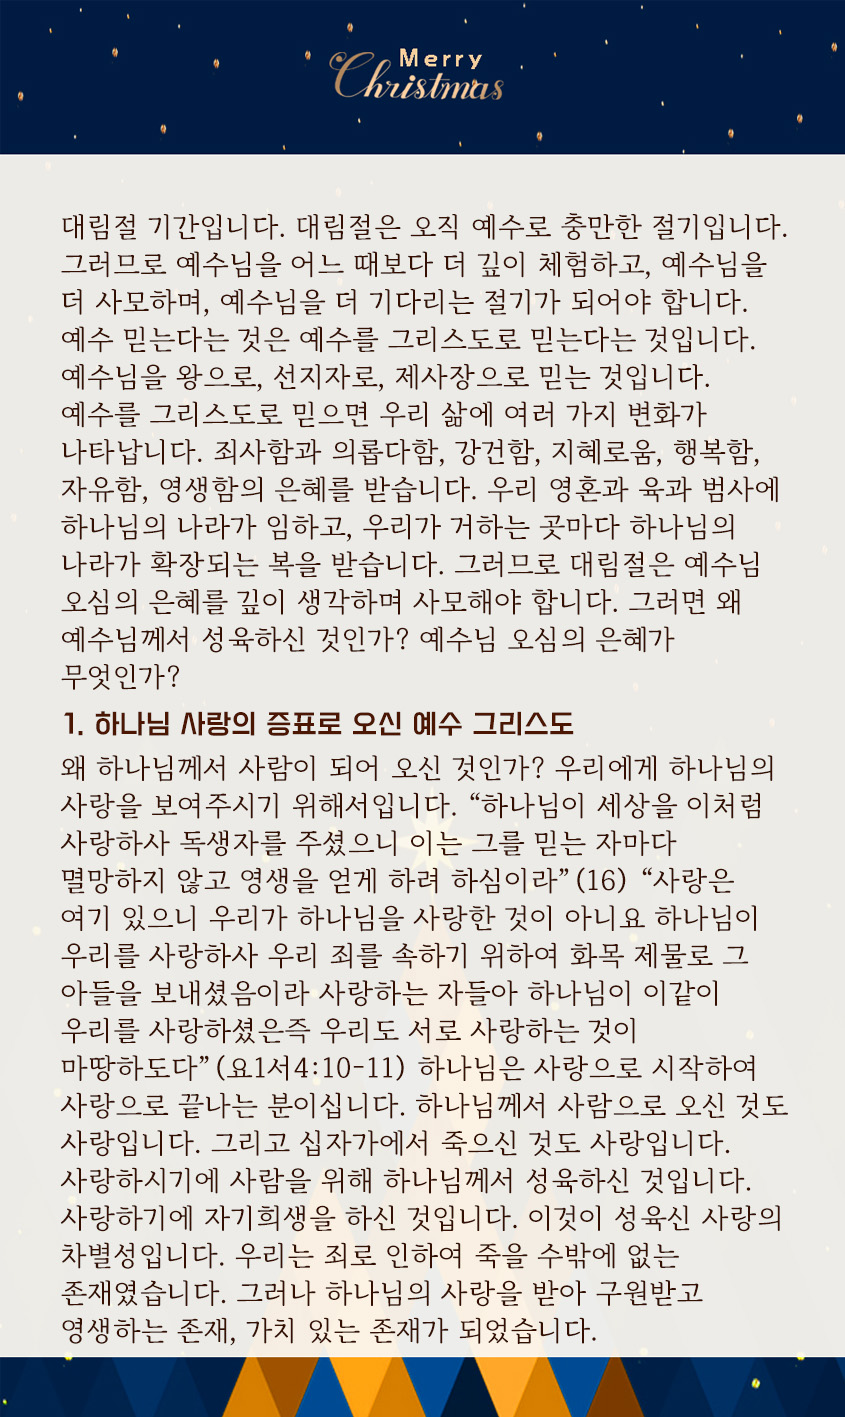 Merry
Christmas
대림절 기간입니다. 대림절은 오직 예수로 충만한 절기입니다.
그러므로 예수님을 어느 때보다 더 깊이 체험하고, 예수님을
더 사모하며, 예수님을 더 기다리는 절기가 되어야 합니다.
예수 믿는다는 것은 예수를 그리스도로 믿는다는 것입니다.
예수님을 왕으로, 선지자로, 제사장으로 믿는 것입니다.
예수를 그리스도로 믿으면 우리 삶에 여러 가지 변화가
나타납니다. 죄사함과 의롭다함, 강건함, 지혜로움, 행복함,
자유함, 영생함의 은혜를 받습니다. 우리 영혼과 육과 범사에
하나님의 나라가 임하고, 우리가 거하는 곳마다 하나님의
나라가 확장되는 복을 받습니다. 그러므로 대림절은 예수님
오심의 은혜를 깊이 생각하며 사모해야 합니다. 그러면 왜
예수님께서 성육하신 것인가? 예수님 오심의 은혜가
무엇인가?
1. 하나님 사랑의 증표로 오신 예수 그리스도
왜 하나님께서 사람이 되어 오신 것인가? 우리에게 하나님의
사랑을 보여주시기 위해서입니다. “하나님이 세상을 이처럼
사랑하사 독생자를 주셨으니 이는 그를 믿는 자마다
멸망하지 않고 영생을 얻게 하려 하심이라”(16) “사랑은
여기 있으니 우리가 하나님을 사랑한 것이 아니요 하나님이
우리를 사랑하사 우리 죄를 속하기 위하여 화목 제물로 그
아들을 보내셨음이라 사랑하는 자들아 하나님이 이같이
우리를 사랑하셨은즉 우리도 서로 사랑하는 것이
마땅하도다”(요1서4:10-11) 하나님은 사랑으로 시작하여
사랑으로 끝나는 분이십니다. 하나님께서 사람으로 오신 것도
사랑입니다. 그리고 십자가에서 죽으신 것도 사랑입니다.
사랑하시기에 사람을 위해 하나님께서 성육하신 것입니다.
사랑하기에 자기희생을 하신 것입니다. 이것이 성육신 사랑의
차별성입니다. 우리는 죄로 인하여 죽을 수밖에 없는
존재였습니다. 그러나 하나님의 사랑을 받아 구원받고
영생하는 존재, 가치 있는 존재가 되었습니다.